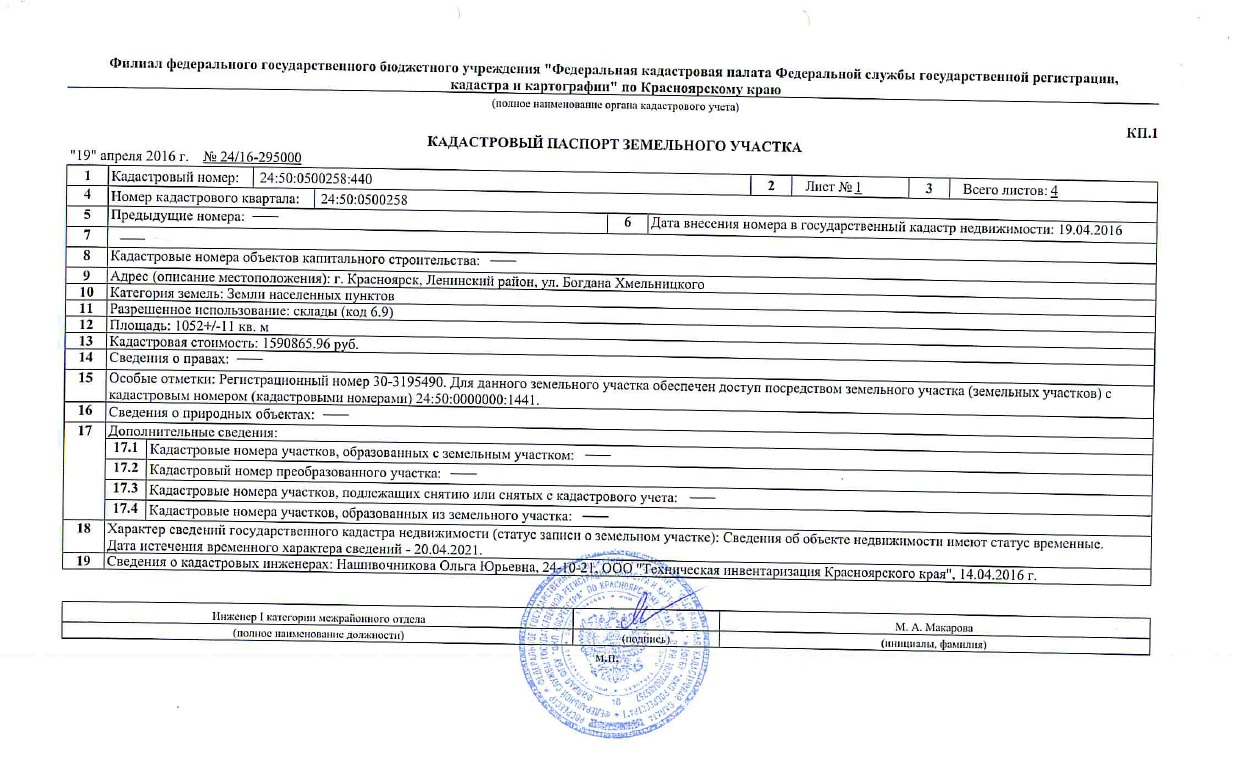 Филиал федерального государственного бюджетного учреждения "Федеральная кадастровая палата Федеральной службы государственной регистрации,
кадастра и картографии" по Красноярскому краю
(полное наименование органа кадастрового учета)
КП.1
КАДАСТРОВЫЙ ПАСПОРТ ЗЕМЕЛЬНОГО УЧАСТКА
"19" апреля 2016 г. № 24/16-295000
1 Кадастровый номер: 24:50:0500258:440 2 Лист № 1 3 Всего листов: 4
4 Номер кадастрового квартала: 24:50:0500258
5 Предыдущие номера: —— 6 Дата внесения номера в государственный кадастр недвижимости: 19.04.2016
7 ——
8 Кадастровые номера объектов капитального строительства: ——
9 Адрес (описание местоположения): г. Красноярск, Ленинский район, ул. Богдана Хмельницкого
10 Категория земель: Земли населенных пунктов
11 Разрешенное использование: склады (код 6.9)
12 Площадь: 1052+/-11 кв. м
13 Кадастровая стоимость: 1590865.96 руб.
14 Сведения о правах: ——
15 Особые отметки: Регистрационный номер 30-3195490. Для данного земельного участка обеспечен доступ посредством земельного участка (земельных участков) с
кадастровым номером (кадастровыми номерами) 24:50:0000000:1441.
16 Сведения о природных объектах: ——
17 Дополнительные сведения:
17.1 Кадастровые номера участков, образованных с земельным участком: ——
17.2 Кадастровый номер преобразованного участка: ——
17.3 Кадастровые номера участков, подлежащих снятию или снятых с кадастрового учета: ——
17.4 Кадастровые номера участков, образованных из земельного участка: ——
18 Характер сведений государственного кадастра недвижимости (статус записи о земельном участке): Сведения об объекте недвижимости имеют статус временные.
Дата истечения временного характера сведений - 20.04.2021.
19 Сведения о кадастровых инженерах: Нашивочникова Ольга Юрьевна, 24-10-21, ООО "Техническая инвентаризация Красноярского края", 14.04.2016 г.
Инженер I категории межрайонного отдела М. А. Макарова
(полное наименование должности) (подпись) (инициалы, фамилия)
М.П.